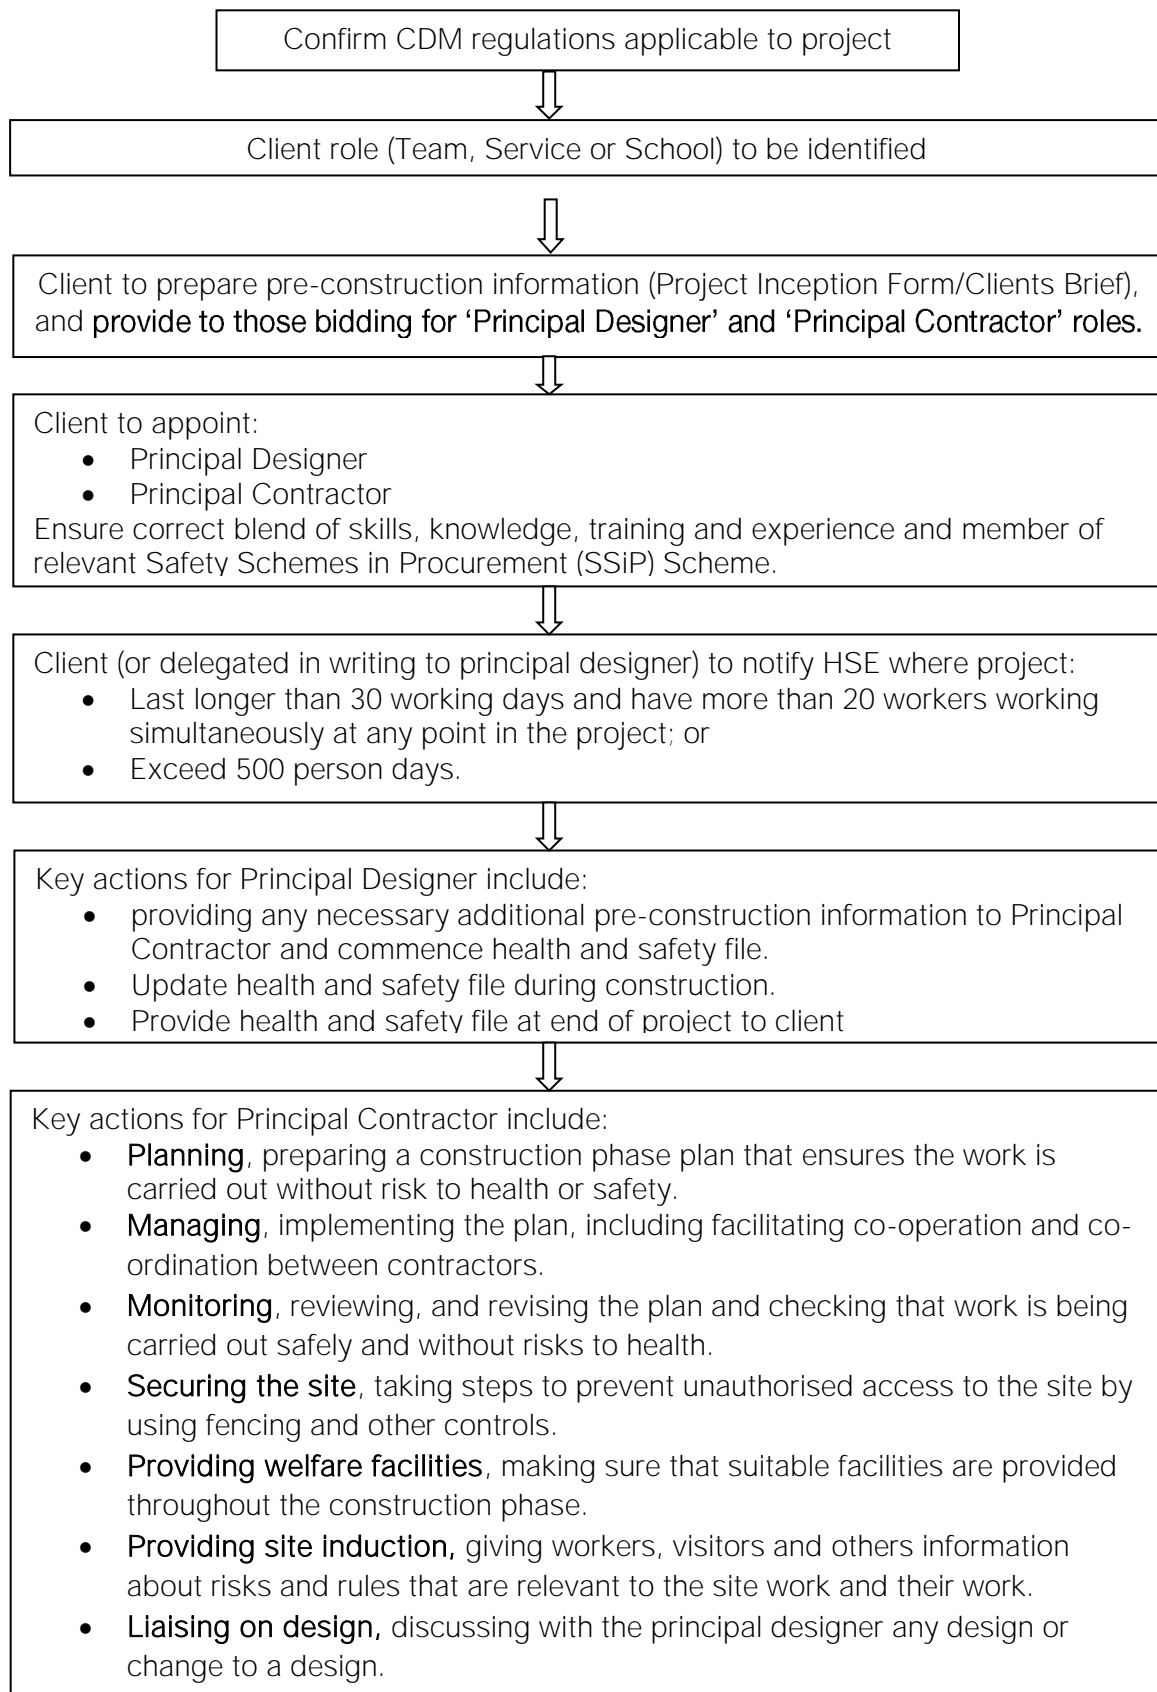 Confirm CDM regulations applicable to project
Client role (Team, Service or School) to be identified
Client to prepare pre-construction information (Project Inception Form/Clients Brief),
and provide to those bidding for ‘Principal Designer’ and ‘Principal Contractor’ roles.
Client to appoint:
• Principal Designer
• Principal Contractor
Ensure correct blend of skills, knowledge, training and experience and member of
relevant Safety Schemes in Procurement (SSiP) Scheme.
Client (or delegated in writing to principal designer) to notify HSE where project:
• Last longer than 30 working days and have more than 20 workers working
simultaneously at any point in the project; or
• Exceed 500 person days.
Key actions for Principal Designer include:
• providing any necessary additional pre-construction information to Principal
Contractor and commence health and safety file.
• Update health and safety file during construction.
• Provide health and safety file at end of project to client
Key actions for Principal Contractor include:
• Planning, preparing a construction phase plan that ensures the work is
carried out without risk to health or safety.
• Managing, implementing the plan, including facilitating co-operation and co-
ordination between contractors.
• Monitoring, reviewing, and revising the plan and checking that work is being
carried out safely and without risks to health.
• Securing the site, taking steps to prevent unauthorised access to the site by
using fencing and other controls.
• Providing welfare facilities, making sure that suitable facilities are provided
throughout the construction phase.
• Providing site induction, giving workers, visitors and others information
about risks and rules that are relevant to the site work and their work.
• Liaising on design, discussing with the principal designer any design or
change to a design.